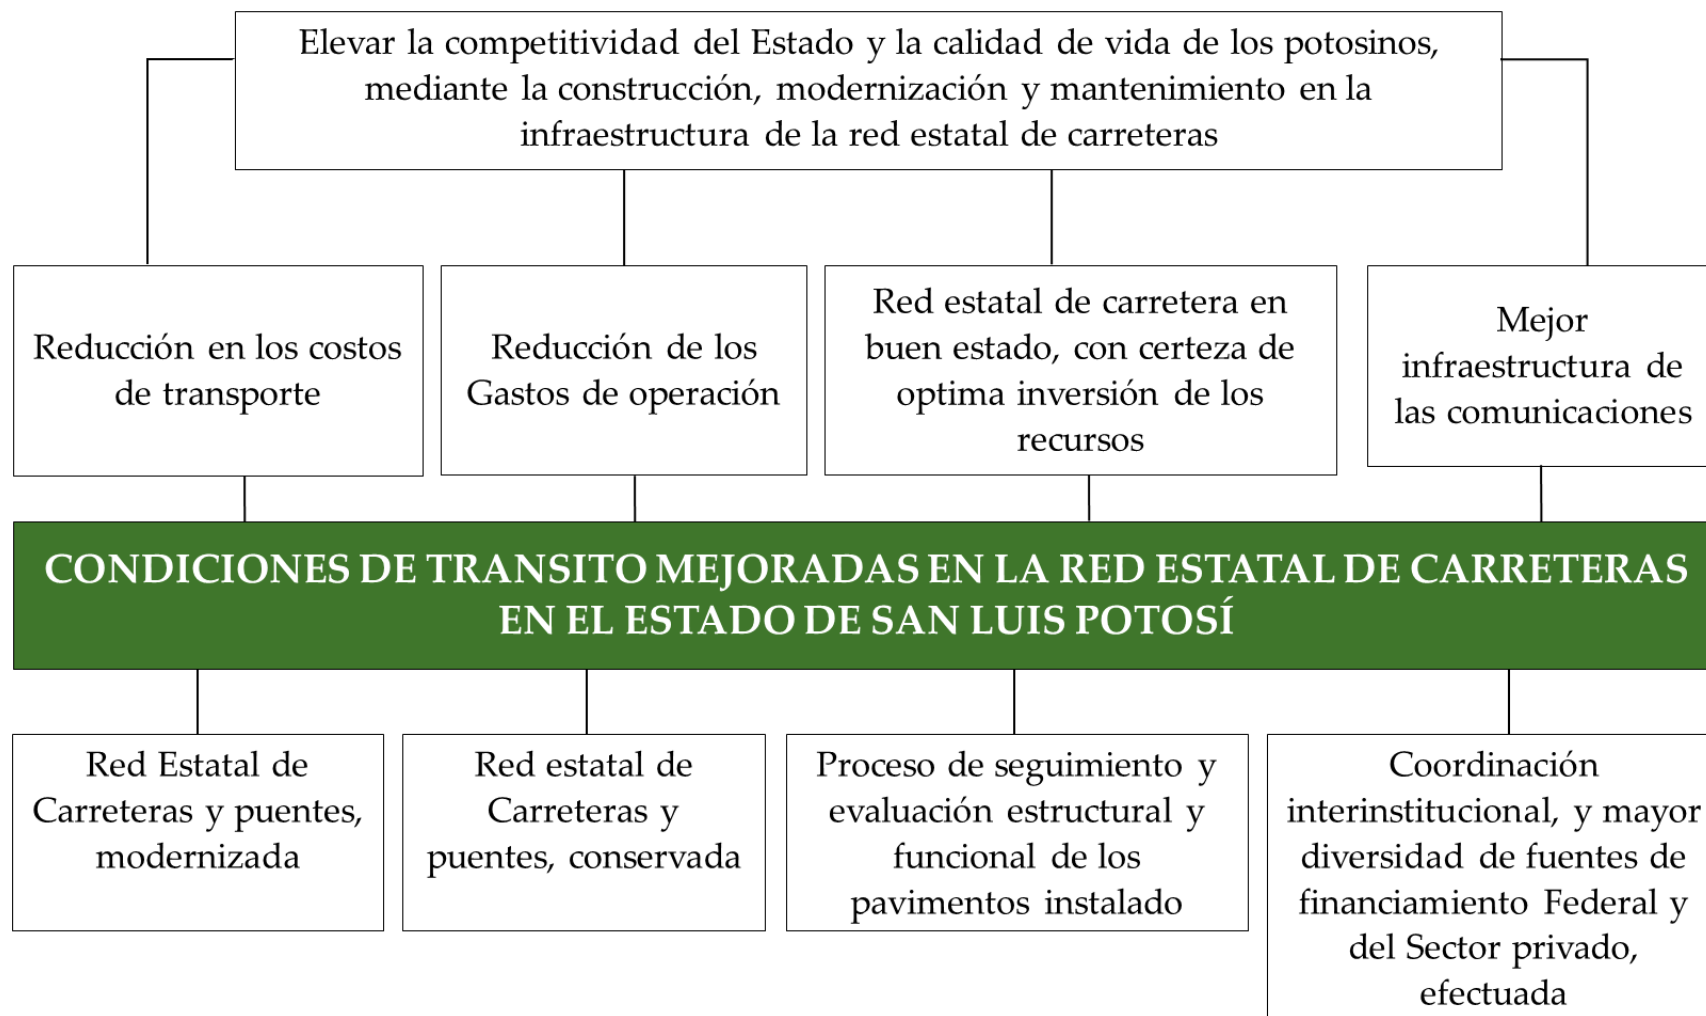 Elevar la competitividad del Estado y la calidad de vida de los potosinos,
mediante la construcción, modernización y mantenimiento en la
infraestructura de la red estatal de carreteras
Reducción en los costos
de transporte
Reducción de los
Gastos de operación
Red estatal de carretera en
buen estado, con certeza de
optima inversión de los
recursos
Mejor
infraestructura de
las comunicaciones
CONDICIONES DE TRANSITO MEJORADAS EN LA RED ESTATAL DE CARRETERAS
EN EL ESTADO DE SAN LUIS POTOSÍ
Red Estatal de
Carreteras y puentes,
modernizada
Red estatal de
Carreteras y
puentes, conservada
Proceso de seguimiento y
evaluación estructural y
funcional de los
pavimentos instalado
Coordinación
interinstitucional, y mayor
diversidad de fuentes de
financiamiento Federal y
del Sector privado,
efectuada